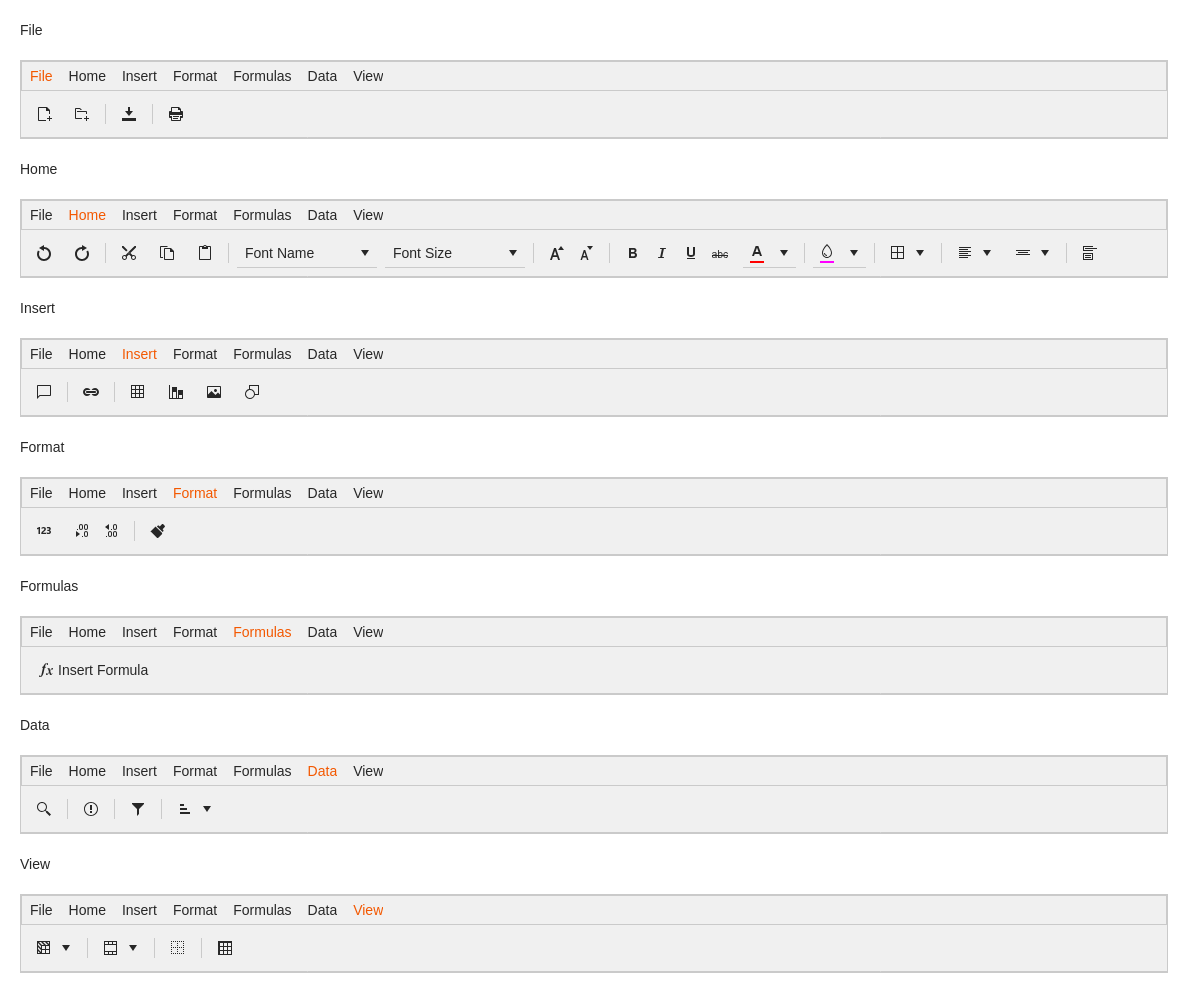 File
File Home Insert Format Formulas Data View
Home
File Home Insert Format Formulas Data View
Font Name Font Size A A B I U abc A
Insert
File Home Insert Format Formulas Data View
Format
File Home Insert Format Formulas Data View
123 .00 .0 .0 .00
Formulas
File Home Insert Format Formulas Data View
fx Insert Formula
Data
File Home Insert Format Formulas Data View
View
File Home Insert Format Formulas Data View